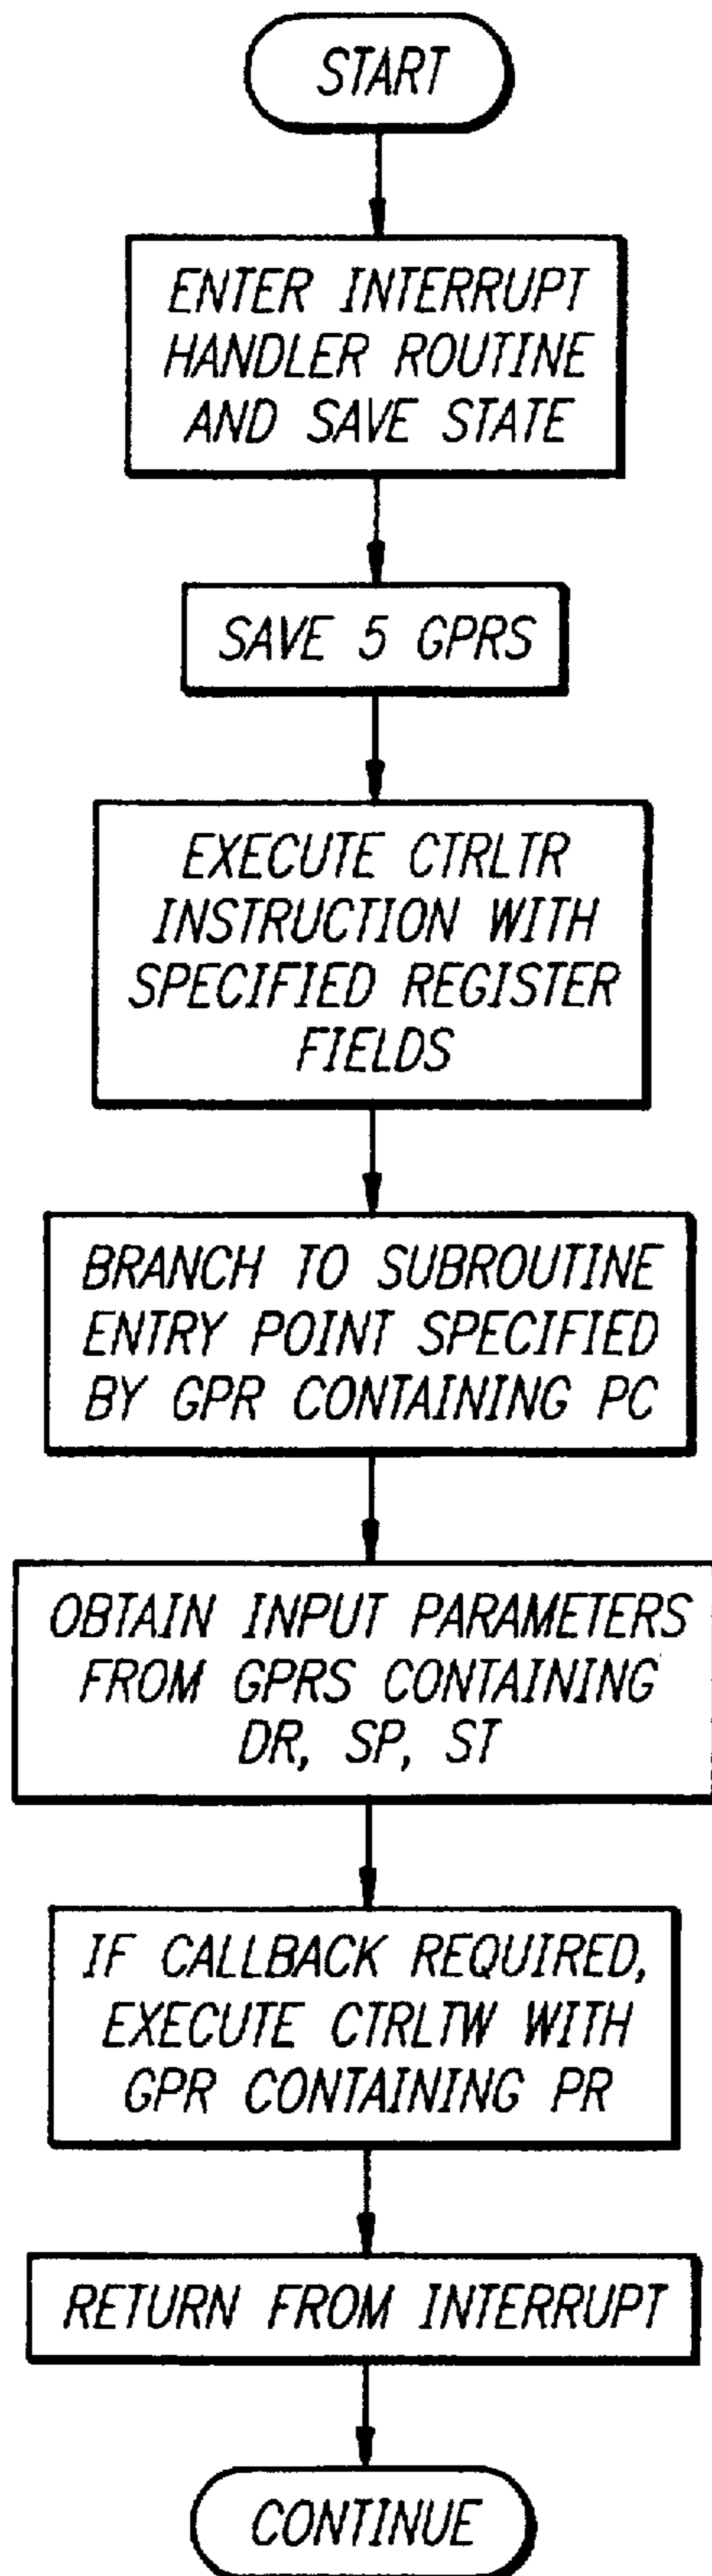 START
ENTER INTERRUPT
HANDLER ROUTINE
AND SAVE STATE
SAVE 5 GPRS
EXECUTE CTRLTR
INSTRUCTION WITH
SPECIFIED REGISTER
FIELDS
BRANCH TO SUBROUTINE
ENTRY POINT SPECIFIED
BY GPR CONTAINING PC
OBTAIN INPUT PARAMETERS
FROM GPRS CONTAINING
DR, SP, ST
IF CALLBACK REQUIRED,
EXECUTE CTRLTW WITH
GPR CONTAINING PR
RETURN FROM INTERRUPT
CONTINUE